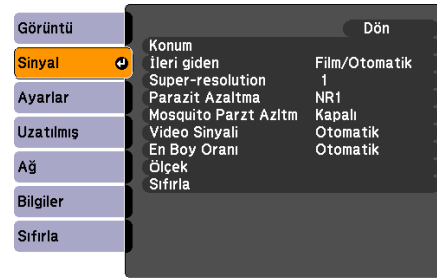 Görüntü
Sinyal
Ayarlar
Uzatılmış
Ağ
Bilgiler
Sıfırla
Dön
Konum
İleri giden Film/Otomatik
Super-resolution 1
Parazit Azaltma NR1
Mosquito Parzt Azltm Kapalı
Video Sinyali Otomatik
En Boy Oranı Otomatik
Ölçek
Sıfırla